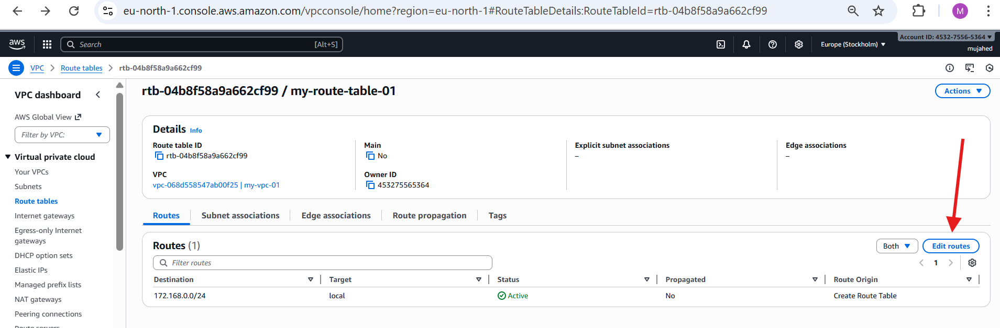 eu-north-1.console.aws.amazon.com/vpcconsole/home?region=eu-north-1#RouteTableDetails:RouteTableId=rtb-04b8f58a9a662cf99
M
aws
Search
[Alt+S]
Europe (Stockholm)
Account ID: 4532-7556-5364
mujahed
VPC > Route tables > rtb-04b8f58a9a662cf99
VPC dashboard
AWS Global View
Filter by VPC:
Virtual private cloud
Your VPCs
Subnets
Route tables
Internet gateways
Egress-only Internet
gateways
DHCP option sets
Elastic IPs
Managed prefix lists
NAT gateways
Peering connections
Route servers
rtb-04b8f58a9a662cf99 / my-route-table-01
Actions
Details Info
Route table ID
rtb-04b8f58a9a662cf99
Main
No
Explicit subnet associations
–
Edge associations
–
VPC
vpc-068d558547ab00f25 | my-vpc-01
Owner ID
453275565364
Routes
Subnet associations
Edge associations
Route propagation
Tags
Routes (1)
Both
Edit routes
Filter routes
1
Destination Target Status Propagated Route Origin
172.168.0.0/24 local Active No Create Route Table